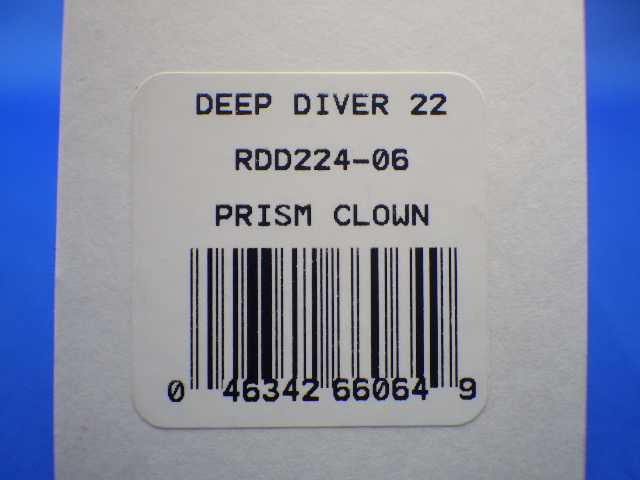 DEEP DIVER 22
RDD224-06
PRISM CLOWN
0 46342 66064 9